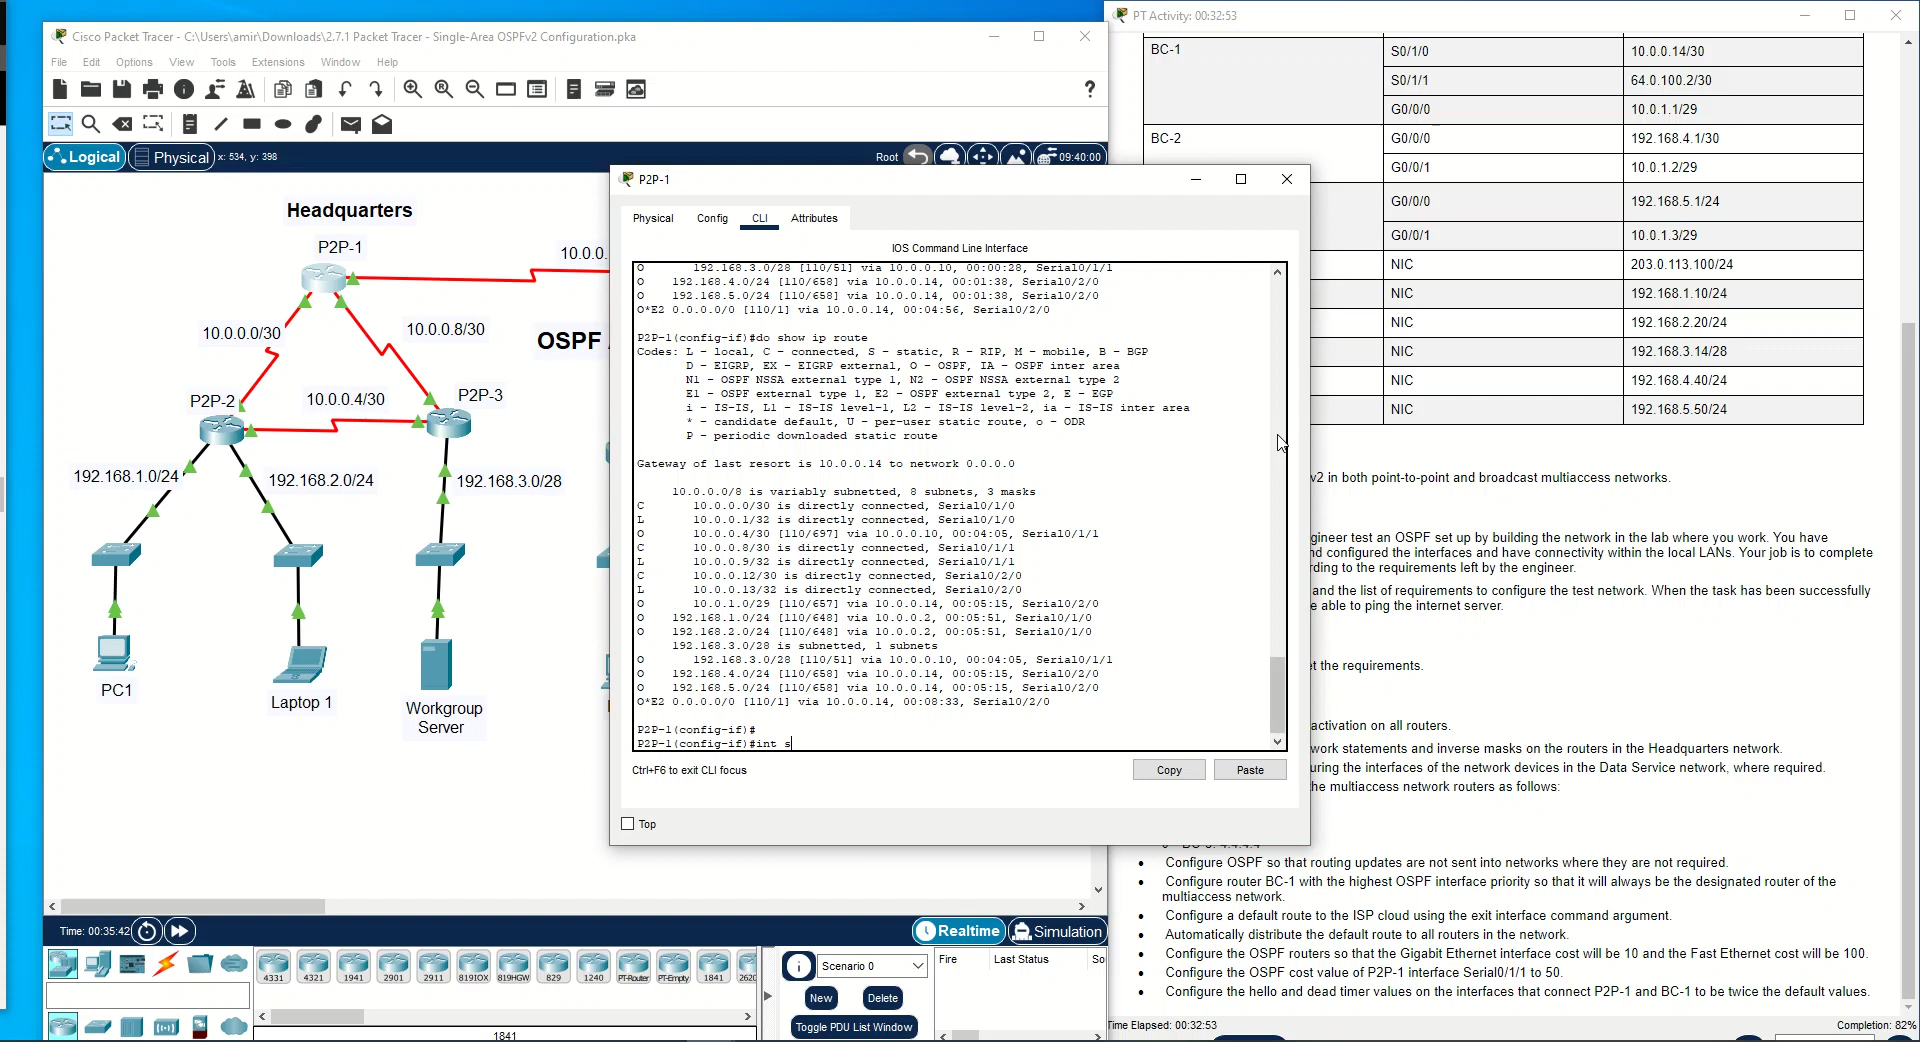 Cisco Packet Tracer - C:\Users\amir\Downloads\2.7.1 Packet Tracer - Single-Area OSPFv2 Configuration.pka
File Edit Options View Tools Extensions Window Help
Logical Physical x: 534, y: 398
Root 09:40:00
Headquarters
P2P-1
10.0.0.
10.0.0.0/30
10.0.0.8/30
OSPF
P2P-2
10.0.0.4/30
P2P-3
192.168.1.0/24
192.168.2.0/24
192.168.3.0/28
PC1
Laptop 1
Workgroup
Server
P2P-1
Physical Config CLI Attributes
IOS Command Line Interface
O 192.168.3.0/28 [110/51] via 10.0.0.10, 00:00:28, Serial0/1/1
O 192.168.4.0/24 [110/658] via 10.0.0.14, 00:01:38, Serial0/2/0
O 192.168.5.0/24 [110/658] via 10.0.0.14, 00:01:38, Serial0/2/0
O*E2 0.0.0.0/0 [110/1] via 10.0.0.14, 00:04:56, Serial0/2/0
P2P-1(config-if)#do show ip route
Codes: L - local, C - connected, S - static, R - RIP, M - mobile, B - BGP
D - EIGRP, EX - EIGRP external, O - OSPF, IA - OSPF inter area
N1 - OSPF NSSA external type 1, N2 - OSPF NSSA external type 2
E1 - OSPF external type 1, E2 - OSPF external type 2, E - EGP
i - IS-IS, L1 - IS-IS level-1, L2 - IS-IS level-2, ia - IS-IS inter area
* - candidate default, U - per-user static route, o - ODR
P - periodic downloaded static route
Gateway of last resort is 10.0.0.14 to network 0.0.0.0
10.0.0.0/8 is variably subnetted, 8 subnets, 3 masks
C 10.0.0.0/30 is directly connected, Serial0/1/0
L 10.0.0.1/32 is directly connected, Serial0/1/0
O 10.0.0.4/30 [110/697] via 10.0.0.10, 00:04:05, Serial0/1/1
C 10.0.0.8/30 is directly connected, Serial0/1/1
L 10.0.0.9/32 is directly connected, Serial0/1/1
C 10.0.0.12/30 is directly connected, Serial0/2/0
L 10.0.0.13/32 is directly connected, Serial0/2/0
O 10.0.1.0/29 [110/657] via 10.0.0.14, 00:05:15, Serial0/2/0
O 192.168.1.0/24 [110/648] via 10.0.0.2, 00:05:51, Serial0/1/0
O 192.168.2.0/24 [110/648] via 10.0.0.2, 00:05:51, Serial0/1/0
192.168.3.0/28 is subnetted, 1 subnets
O 192.168.3.0/28 [110/51] via 10.0.0.10, 00:04:05, Serial0/1/1
O 192.168.4.0/24 [110/658] via 10.0.0.14, 00:05:15, Serial0/2/0
O 192.168.5.0/24 [110/658] via 10.0.0.14, 00:05:15, Serial0/2/0
O*E2 0.0.0.0/0 [110/1] via 10.0.0.14, 00:08:33, Serial0/2/0
P2P-1(config-if)#
P2P-1(config-if)#int s
Ctrl+F6 to exit CLI focus
Copy Paste
Top
Time: 00:35:42
Realtime Simulation
4331 4321 1941 2901 2911 819IOX 819HGW 829 1240 PT-Router PT-Empty 1841 2620
1841
Scenario 0
New Delete
Toggle PDU List Window
Fire Last Status So
PT Activity: 00:32:53
BC-1 S0/1/0 10.0.0.14/30
S0/1/1 64.0.100.2/30
G0/0/0 10.0.1.1/29
BC-2 G0/0/0 192.168.4.1/30
G0/0/1 10.0.1.2/29
G0/0/0 192.168.5.1/24
G0/0/1 10.0.1.3/29
NIC 203.0.113.100/24
NIC 192.168.1.10/24
NIC 192.168.2.20/24
NIC 192.168.3.14/28
NIC 192.168.4.40/24
NIC 192.168.5.50/24
v2 in both point-to-point and broadcast multiaccess networks.
gineer test an OSPF set up by building the network in the lab where you work. You have
nd configured the interfaces and have connectivity within the local LANs. Your job is to complete
rding to the requirements left by the engineer.
and the list of requirements to configure the test network. When the task has been successfully
e able to ping the internet server.
t the requirements.
activation on all routers.
work statements and inverse masks on the routers in the Headquarters network.
uring the interfaces of the network devices in the Data Service network, where required.
he multiaccess network routers as follows:
• Configure OSPF so that routing updates are not sent into networks where they are not required.
• Configure router BC-1 with the highest OSPF interface priority so that it will always be the designated router of the
multiaccess network.
• Configure a default route to the ISP cloud using the exit interface command argument.
• Automatically distribute the default route to all routers in the network.
• Configure the OSPF routers so that the Gigabit Ethernet interface cost will be 10 and the Fast Ethernet cost will be 100.
• Configure the OSPF cost value of P2P-1 interface Serial0/1/1 to 50.
• Configure the hello and dead timer values on the interfaces that connect P2P-1 and BC-1 to be twice the default values.
Time Elapsed: 00:32:53 Completion: 82%